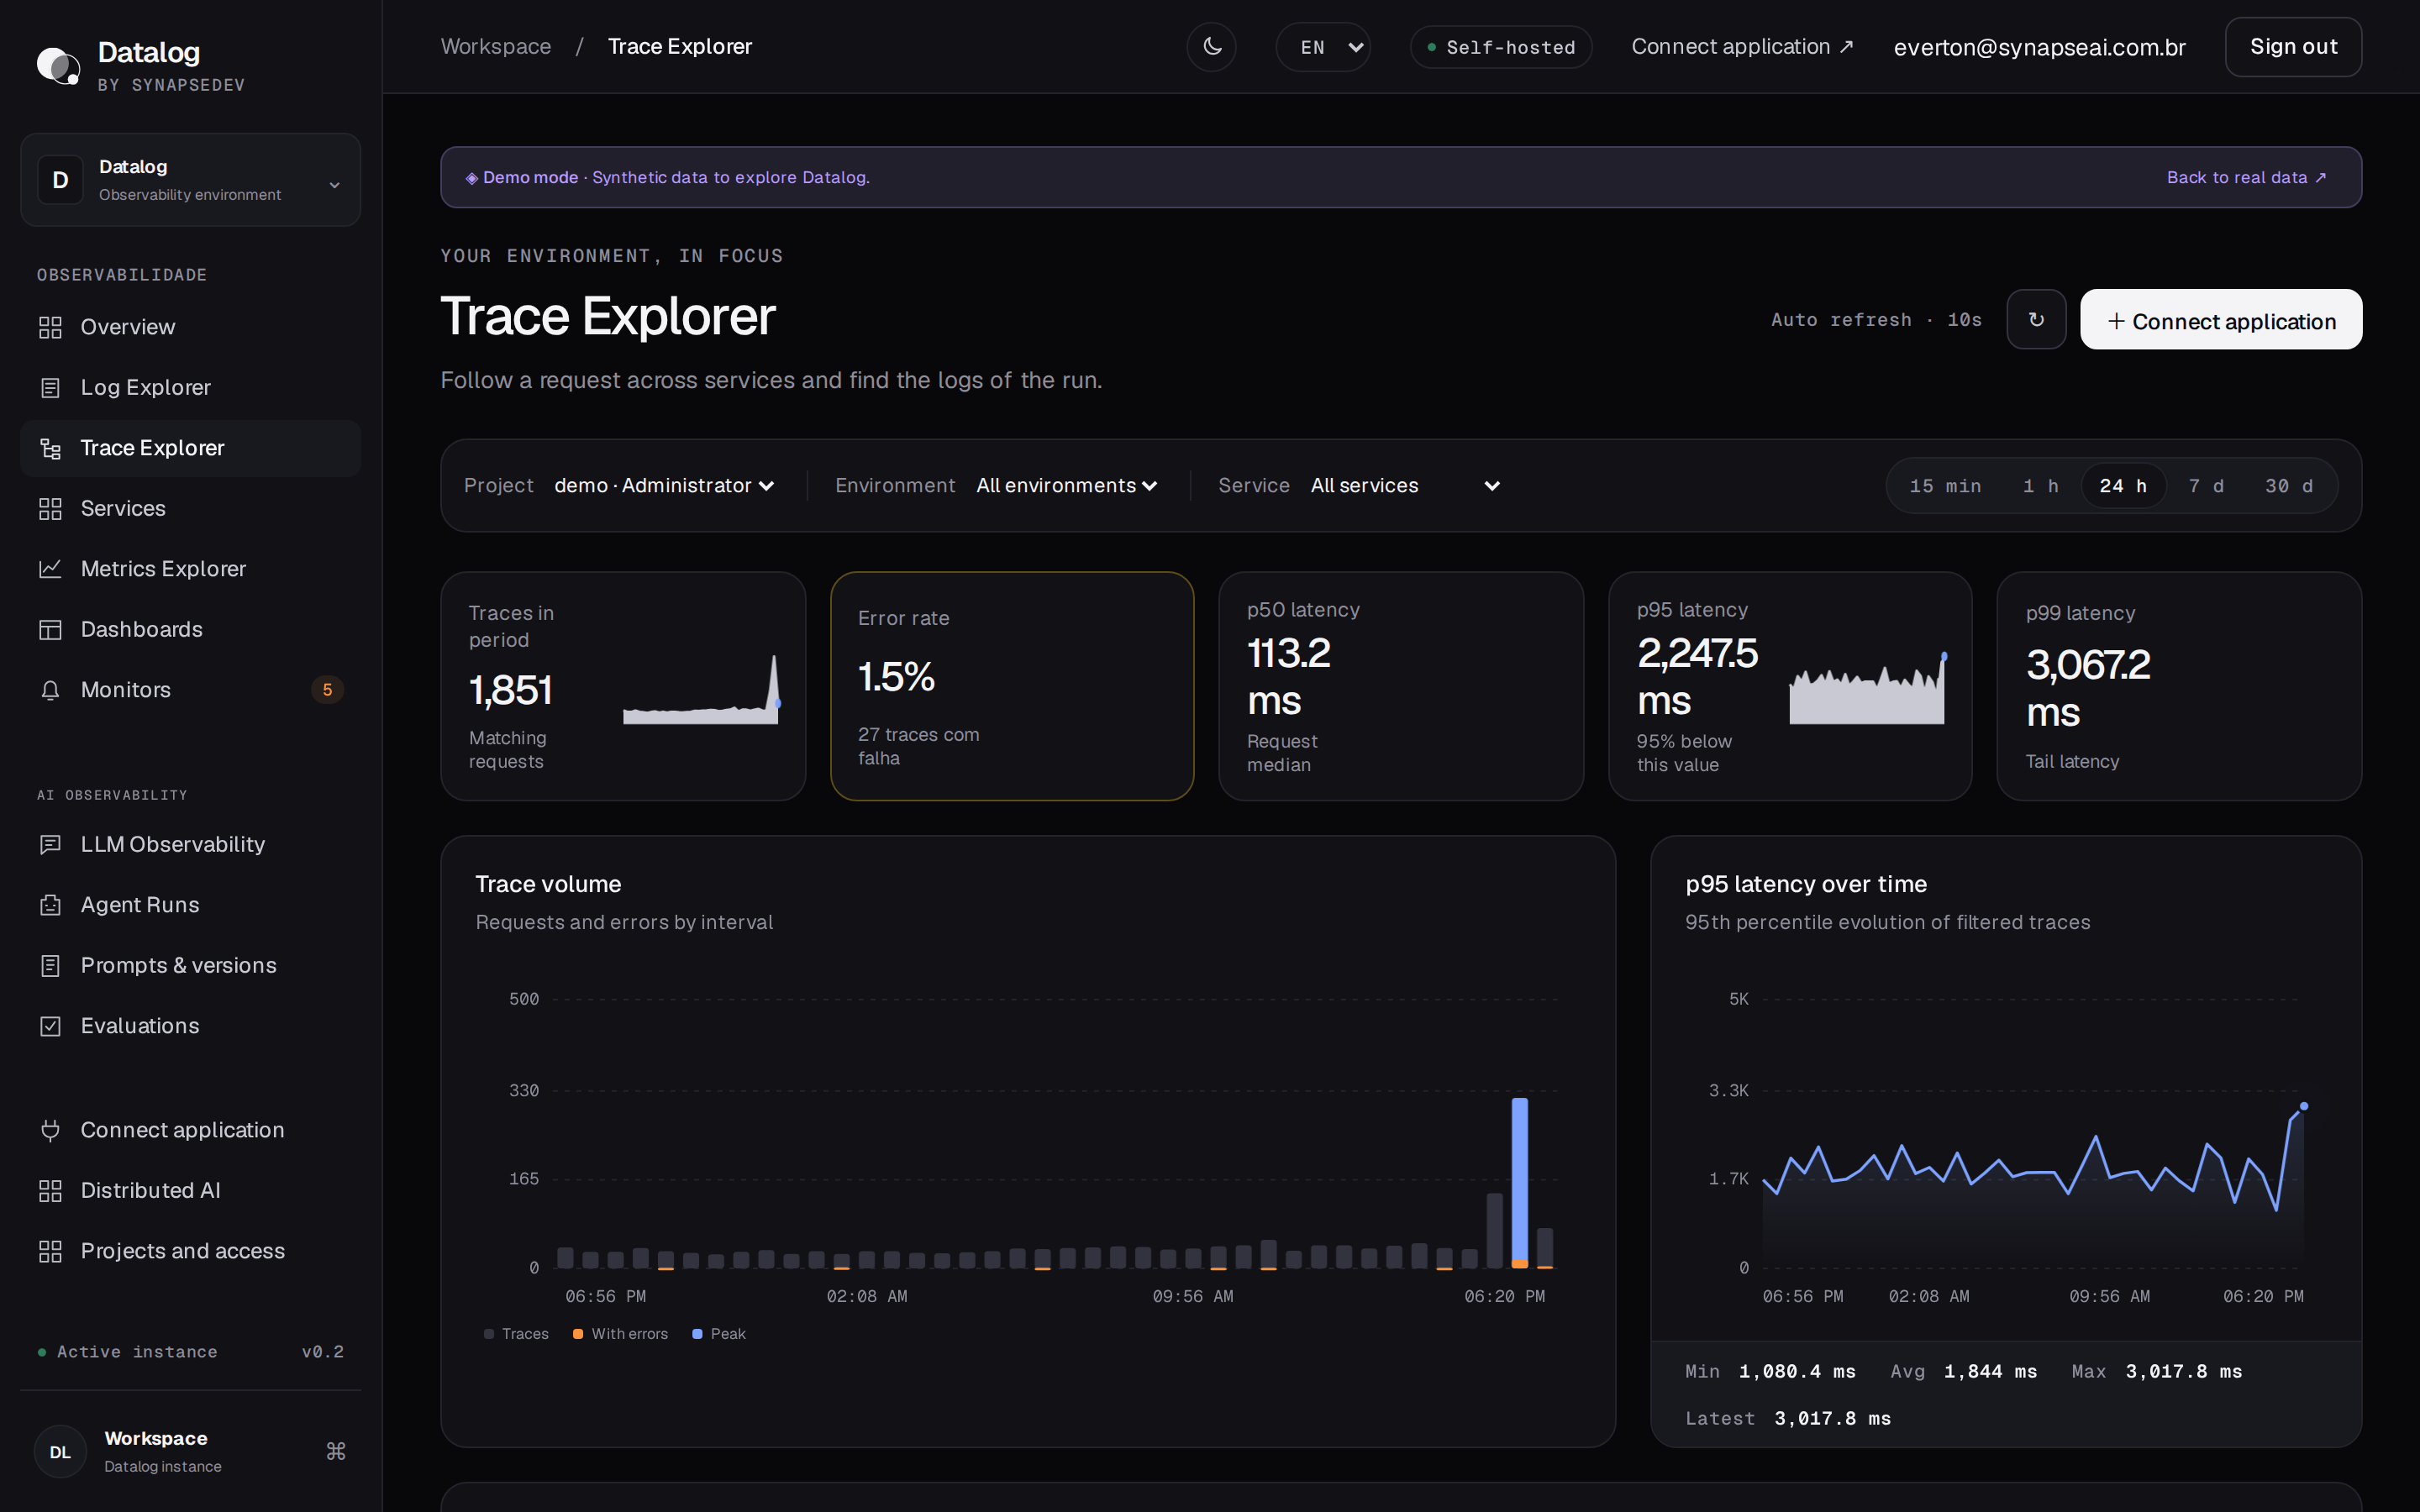 Datalog
BY SYNAPSEDEV
D
Datalog
Observability environment
OBSERVABILIDADE
Overview
Log Explorer
Trace Explorer
Services
Metrics Explorer
Dashboards
Monitors 5
AI OBSERVABILITY
LLM Observability
Agent Runs
Prompts & versions
Evaluations
Connect application
Distributed AI
Projects and access
Active instance v0.2
DL
Workspace
Datalog instance
⌘
Workspace / Trace Explorer
EN
Self-hosted
Connect application ↗
everton@synapseai.com.br
Sign out
◈ Demo mode · Synthetic data to explore Datalog.
Back to real data ↗
YOUR ENVIRONMENT, IN FOCUS
Trace Explorer
Follow a request across services and find the logs of the run.
Auto refresh · 10s
↻
+ Connect application
Project demo · Administrator
Environment All environments
Service All services
15 min 1 h 24 h 7 d 30 d
Traces in
period
1,851
Matching
requests
Error rate
1.5%
27 traces com
falha
p50 latency
113.2
ms
Request
median
p95 latency
2,247.5
ms
95% below
this value
p99 latency
3,067.2
ms
Tail latency
Trace volume
Requests and errors by interval
500
330
165
0
06:56 PM 02:08 AM 09:56 AM 06:20 PM
Traces With errors Peak
p95 latency over time
95th percentile evolution of filtered traces
5K
3.3K
1.7K
0
06:56 PM 02:08 AM 09:56 AM 06:20 PM
Min 1,080.4 ms Avg 1,844 ms Max 3,017.8 ms
Latest 3,017.8 ms